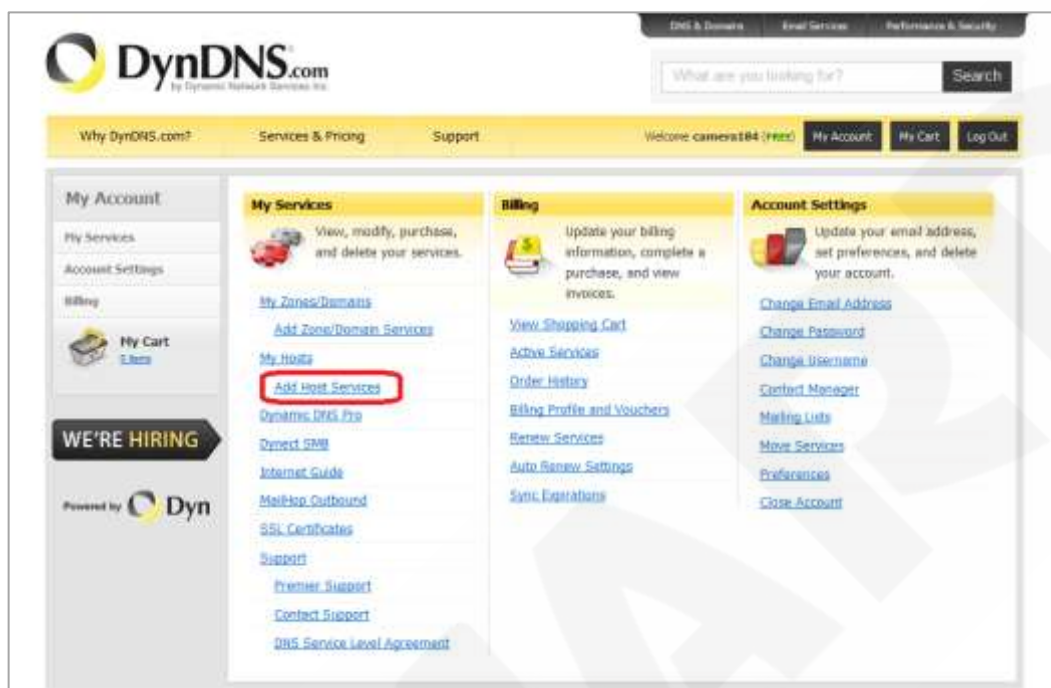 DNS & Domains Email Services Performance & Security
DynDNS.com
by Dynamic Network Services Inc.
What are you looking for? Search
Why DynDNS.com? Services & Pricing Support Welcome camera184 (FREE) My Account My Cart Log Out
My Account
My Services
Account Settings
Billing
My Cart
WE'RE HIRING
Powered by Dyn
My Services
View, modify, purchase,
and delete your services.
My Zones/Domains
Add Zone/Domain Services
My Hosts
Add Host Services
Dynamic DNS Pro
Dynect SMB
Internet Guide
MailHop Outbound
SSL Certificates
Support
Premier Support
Contact Support
DNS Service Level Agreement
Billing
Update your billing
information, complete a
purchase, and view
invoices.
View Shopping Cart
Active Services
Order History
Billing Profile and Vouchers
Renew Services
Auto Renew Settings
Sync Expirations
Account Settings
Update your email address,
set preferences, and delete
your account.
Change Email Address
Change Password
Change Username
Contact Manager
Mailing Lists
Move Services
Preferences
Close Account